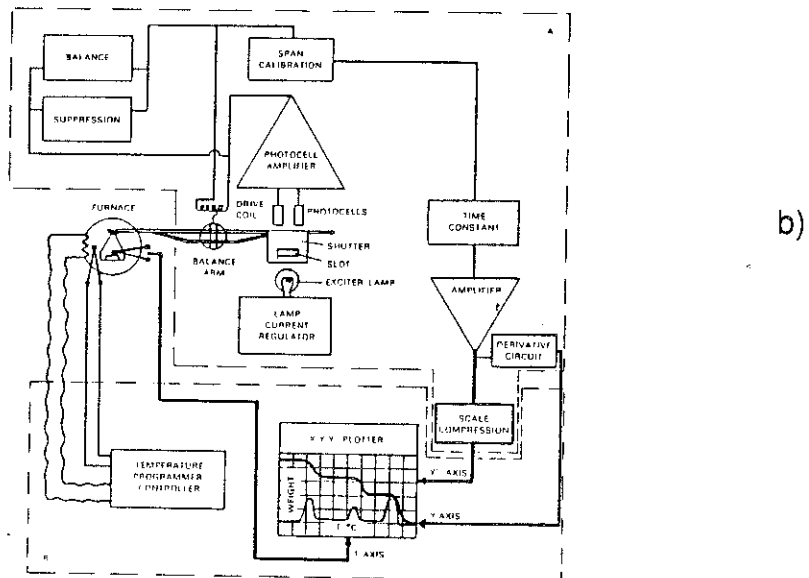 A
BALANCE
SPAN
CALIBRATION
SUPPRESSION
PHOTOCELL
AMPLIFIER
FURNACE
DRIVE
COIL
PHOTOCELLS
TIME
CONSTANT
b)
SHUTTER
SLOT
BALANCE
ARM
EXCITER LAMP
AMPLIFIER
LAMP
CURRENT
REGULATOR
DERIVATIVE
CIRCUIT
SCALE
COMPRESSION
X Y Y' PLOTTER
TEMPERATURE
PROGRAMMER
/CONTROLLER
WEIGHT
T °C
Y' AXIS
Y AXIS
AXIS
B